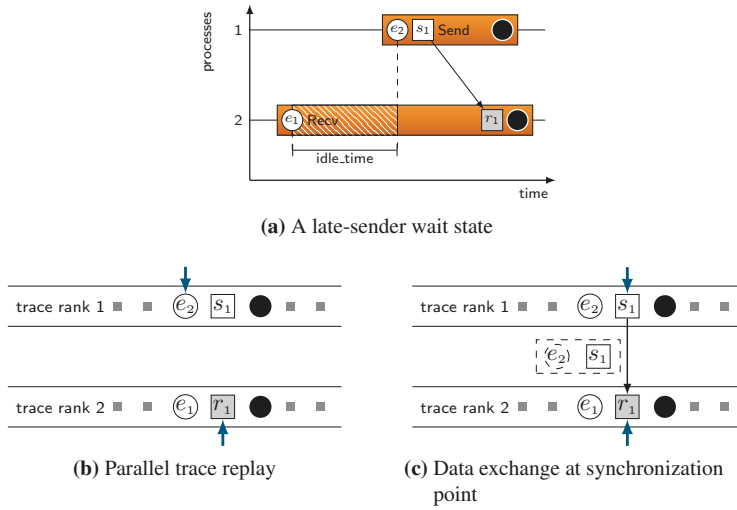 processes
1
e2 s1 Send
2
e1 Recv r1
idle_time
time
(a) A late-sender wait state
trace rank 1 e2 s1
trace rank 2 e1 r1
(b) Parallel trace replay
trace rank 1 e2 s1
e2 s1
trace rank 2 e1 r1
(c) Data exchange at synchronization
point